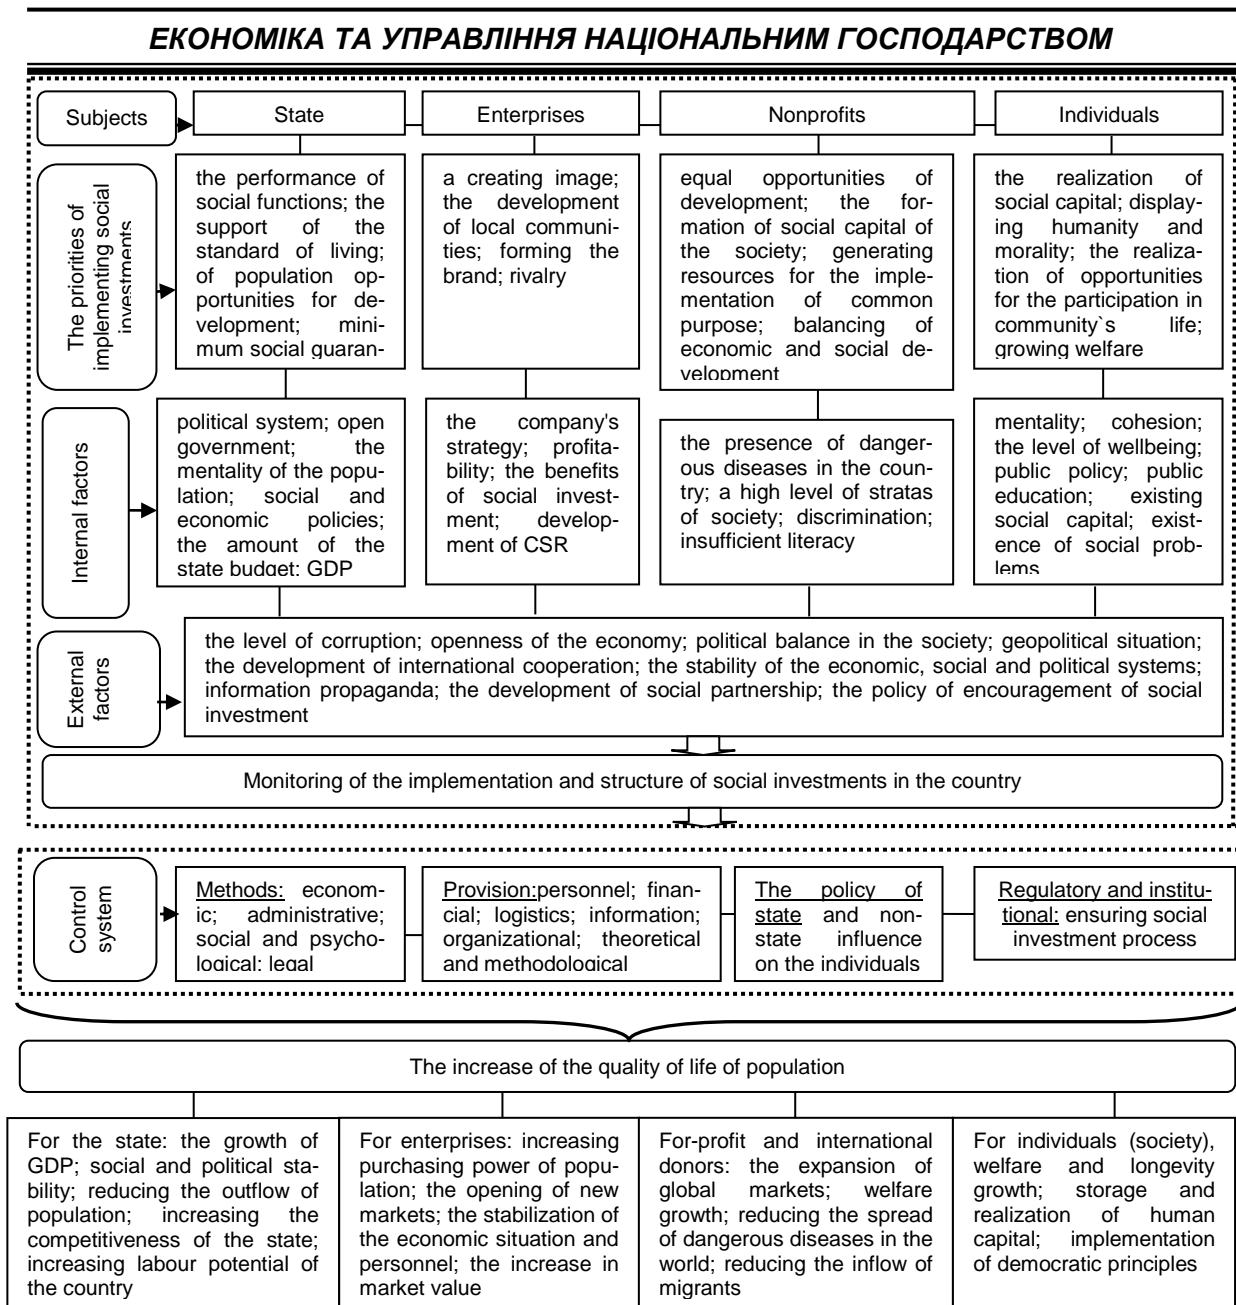 ЕКОНОМІКА ТА УПРАВЛІННЯ НАЦІОНАЛЬНИМ ГОСПОДАРСТВОМ
Subjects
State
Enterprises
Nonprofits
Individuals
The priorities of
implementing social
investments
the performance of
social functions; the
support of the
standard of living;
of population op-
portunities for de-
velopment; mini-
mum social guaran-
a creating image;
the development
of local communi-
ties; forming the
brand; rivalry
equal opportunities of
development; the for-
mation of social capital of
the society; generating
resources for the imple-
mentation of common
purpose; balancing of
economic and social de-
velopment
the realization of
social capital; display-
ing humanity and
morality; the realiza-
tion of opportunities
for the participation in
community`s life;
growing welfare
Internal factors
political system; open
government; the
mentality of the popu-
lation; social and
economic policies;
the amount of the
state budget; GDP
the company's
strategy; profita-
bility; the benefits
of social invest-
ment; develop-
ment of CSR
the presence of danger-
ous diseases in the coun-
try; a high level of stratas
of society; discrimination;
insufficient literacy
mentality; cohesion;
the level of wellbeing;
public policy; public
education; existing
social capital; exist-
ence of social prob-
lems
External
factors
the level of corruption; openness of the economy; political balance in the society; geopolitical situation;
the development of international cooperation; the stability of the economic, social and political systems;
information propaganda; the development of social partnership; the policy of encouragement of social
investment
Monitoring of the implementation and structure of social investments in the country
Control
system
Methods: econom-
ic; administrative;
social and psycho-
logical; legal
Provision:personnel; finan-
cial; logistics; information;
organizational; theoretical
and methodological
The policy of
state and non-
state influence
on the individuals
Regulatory and institu-
tional: ensuring social
investment process
The increase of the quality of life of population
For the state: the growth of
GDP; social and political sta-
bility; reducing the outflow of
population; increasing the
competitiveness of the state;
increasing labour potential of
the country
For enterprises: increasing
purchasing power of popu-
lation; the opening of new
markets; the stabilization of
the economic situation and
personnel; the increase in
market value
For-profit and international
donors: the expansion of
global markets; welfare
growth; reducing the spread
of dangerous diseases in the
world; reducing the inflow of
migrants
For individuals (society),
welfare and longevity
growth; storage and
realization of human
capital; implementation
of democratic principles